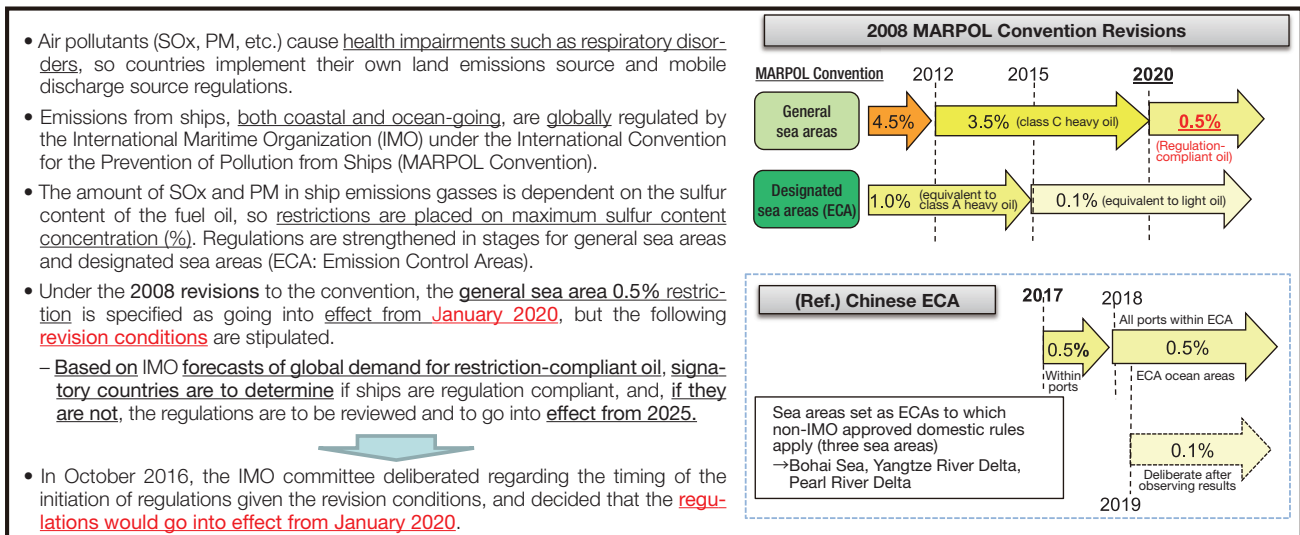 • Air pollutants (SOx, PM, etc.) cause health impairments such as respiratory disor-
ders, so countries implement their own land emissions source and mobile
discharge source regulations.
• Emissions from ships, both coastal and ocean-going, are globally regulated by
the International Maritime Organization (IMO) under the International Convention
for the Prevention of Pollution from Ships (MARPOL Convention).
• The amount of SOx and PM in ship emissions gasses is dependent on the sulfur
content of the fuel oil, so restrictions are placed on maximum sulfur content
concentration (%). Regulations are strengthened in stages for general sea areas
and designated sea areas (ECA: Emission Control Areas).
• Under the 2008 revisions to the convention, the general sea area 0.5% restric-
tion is specified as going into effect from January 2020, but the following
revision conditions are stipulated.
– Based on IMO forecasts of global demand for restriction-compliant oil, signa-
tory countries are to determine if ships are regulation compliant, and, if they
are not, the regulations are to be reviewed and to go into effect from 2025.
• In October 2016, the IMO committee deliberated regarding the timing of the
initiation of regulations given the revision conditions, and decided that the regu-
lations would go into effect from January 2020.
2008 MARPOL Convention Revisions
MARPOL Convention 2012 2015 2020
General
sea areas
4.5% 3.5% (class C heavy oil) 0.5%
(Regulation-
compliant oil)
Designated
sea areas (ECA)
1.0% (equivalent to
class A heavy oil)
0.1% (equivalent to light oil)
(Ref.) Chinese ECA
2017 2018
All ports within ECA
0.5% 0.5%
Within
ports
ECA ocean areas
Sea areas set as ECAs to which
non-IMO approved domestic rules
apply (three sea areas)
→Bohai Sea, Yangtze River Delta,
Pearl River Delta
0.1%
Deliberate after
observing results
2019